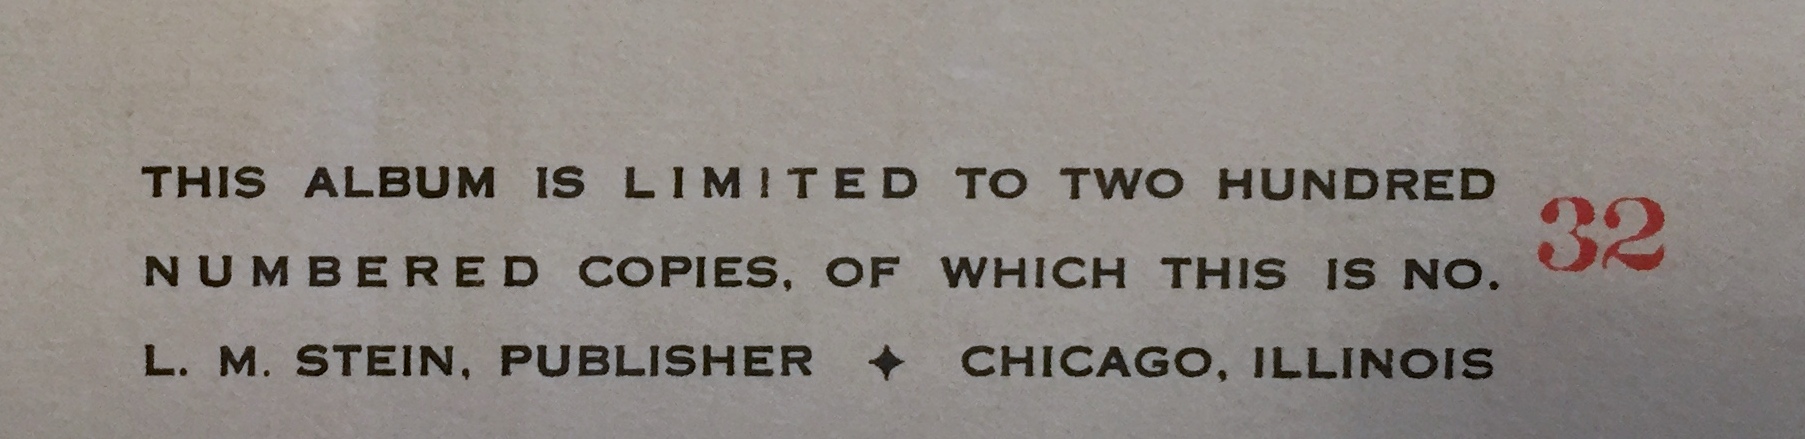 THIS ALBUM IS LIMITED TO TWO HUNDRED
NUMBERED COPIES, OF WHICH THIS IS NO. 32
L. M. STEIN, PUBLISHER ✦ CHICAGO, ILLINOIS